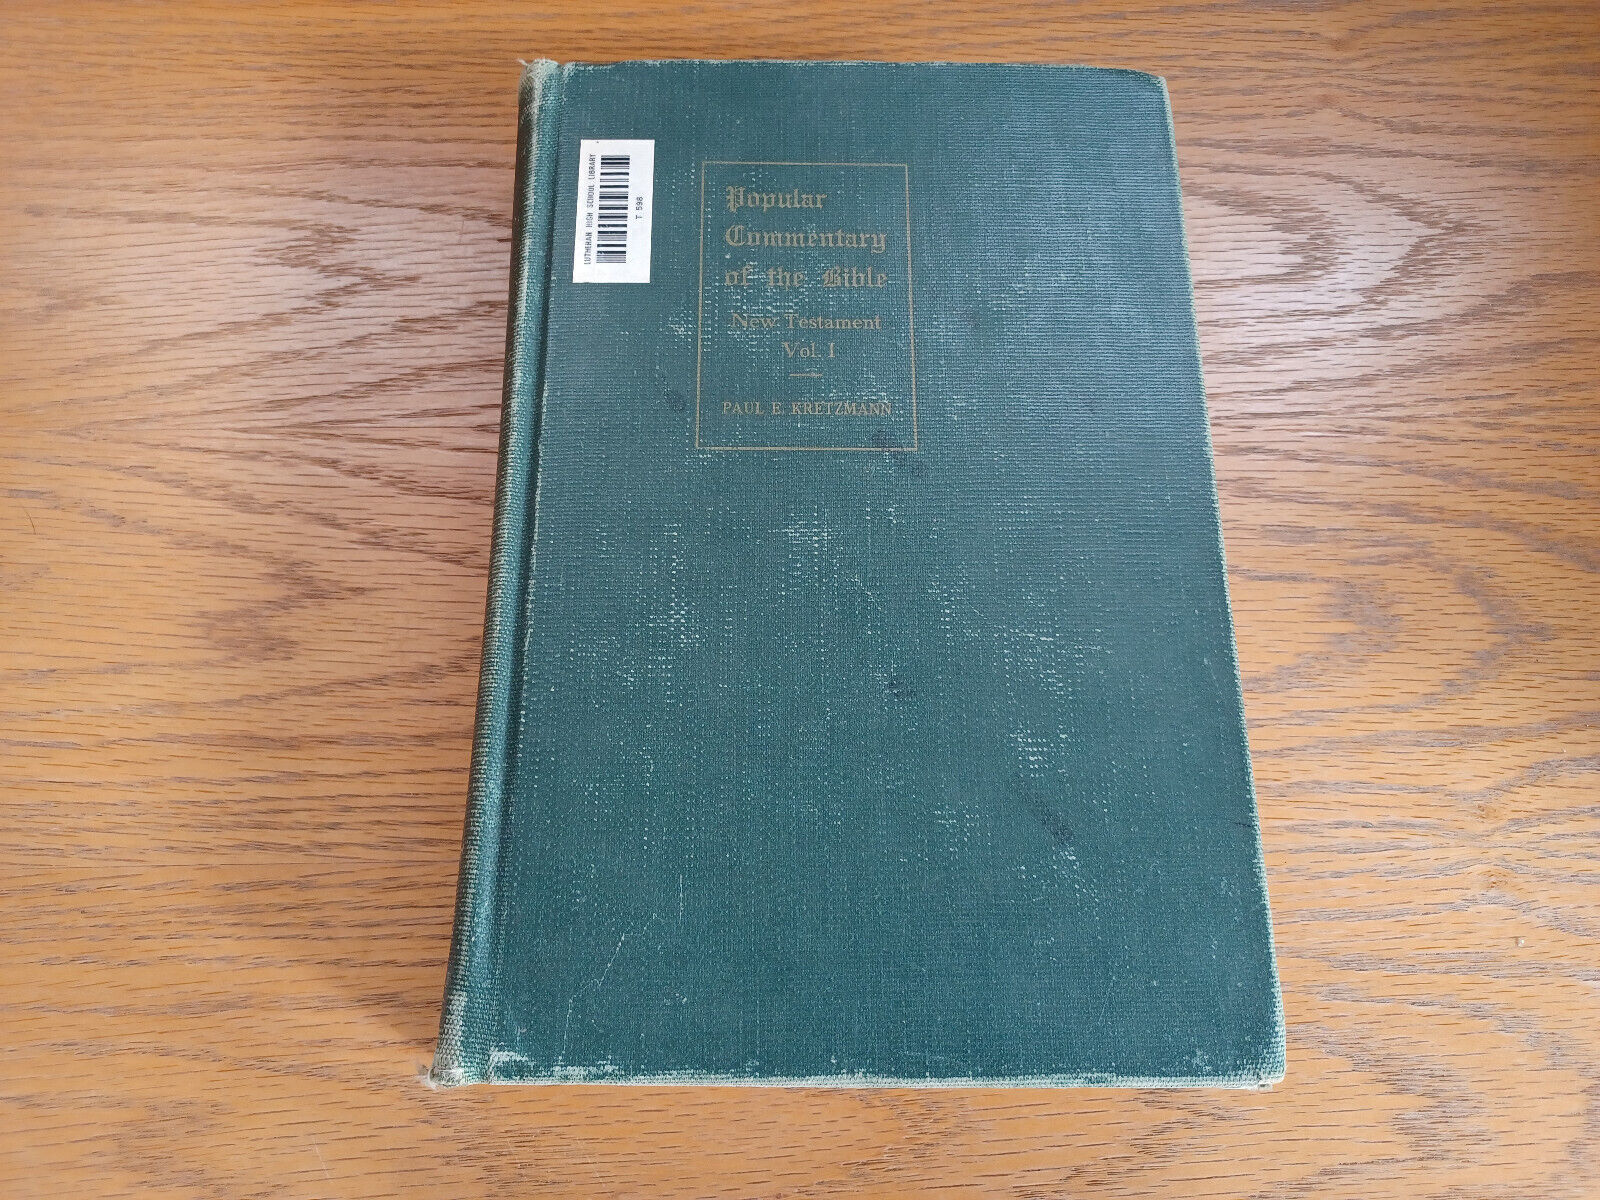 LUTHERAN HIGH SCHOOL LIBRARY
T 598
Popular
Commentary
of the Bible
New Testament
Vol. I
PAUL E. KRETZMANN